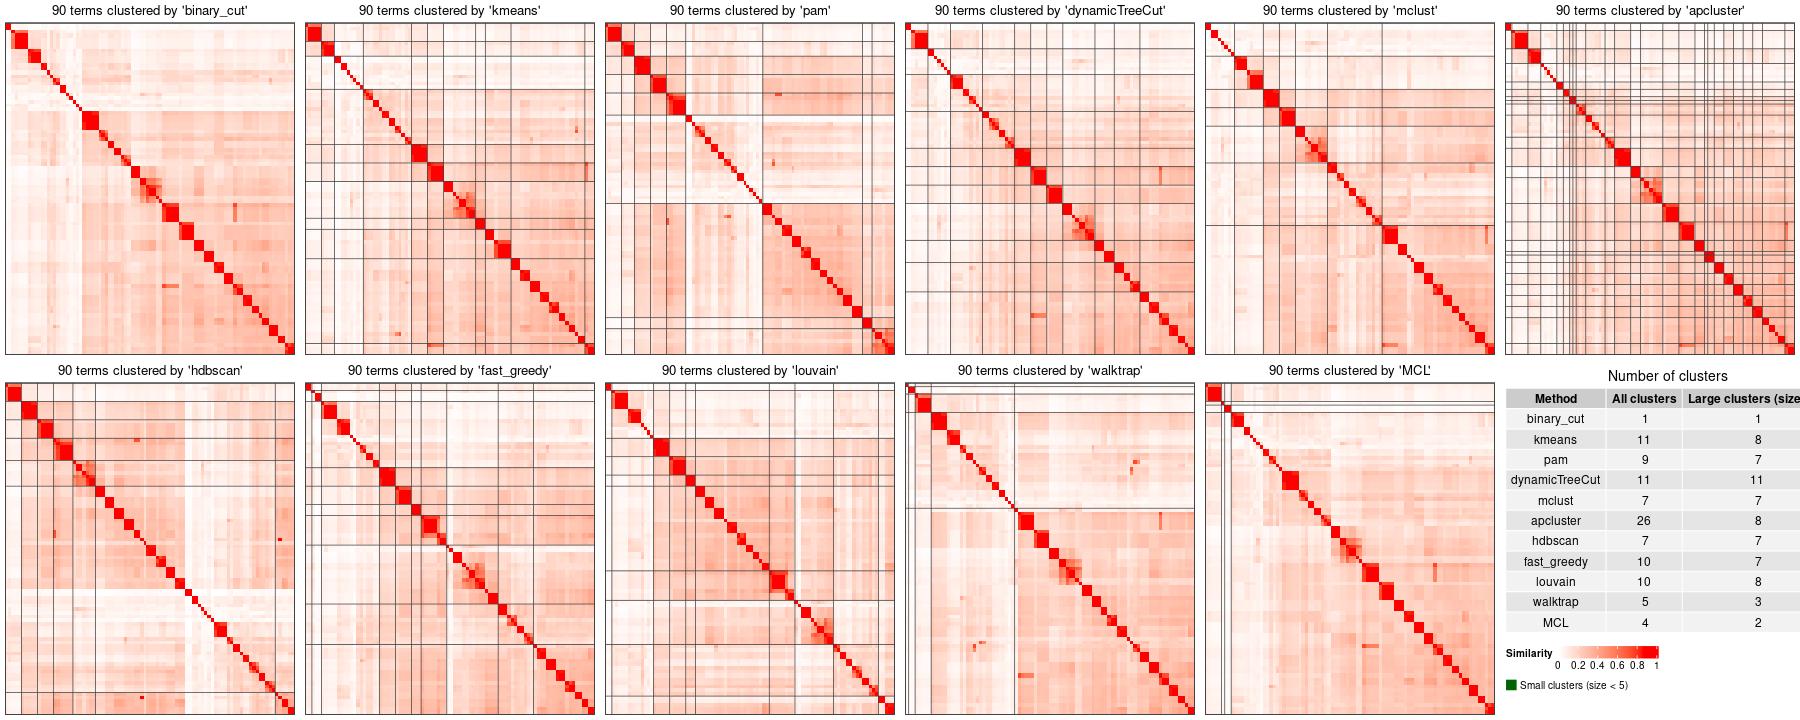 90 terms clustered by 'binary_cut'
90 terms clustered by 'kmeans'
90 terms clustered by 'pam'
90 terms clustered by 'dynamicTreeCut'
90 terms clustered by 'mclust'
90 terms clustered by 'apcluster'
90 terms clustered by 'hdbscan'
90 terms clustered by 'fast_greedy'
90 terms clustered by 'louvain'
90 terms clustered by 'walktrap'
90 terms clustered by 'MCL'
Number of clusters
Method All clusters Large clusters (size
binary_cut 1 1
kmeans 11 8
pam 9 7
dynamicTreeCut 11 11
mclust 7 7
apcluster 26 8
hdbscan 7 7
fast_greedy 10 7
louvain 10 8
walktrap 5 3
MCL 4 2
Similarity
0 0.2 0.4 0.6 0.8 1
Small clusters (size < 5)